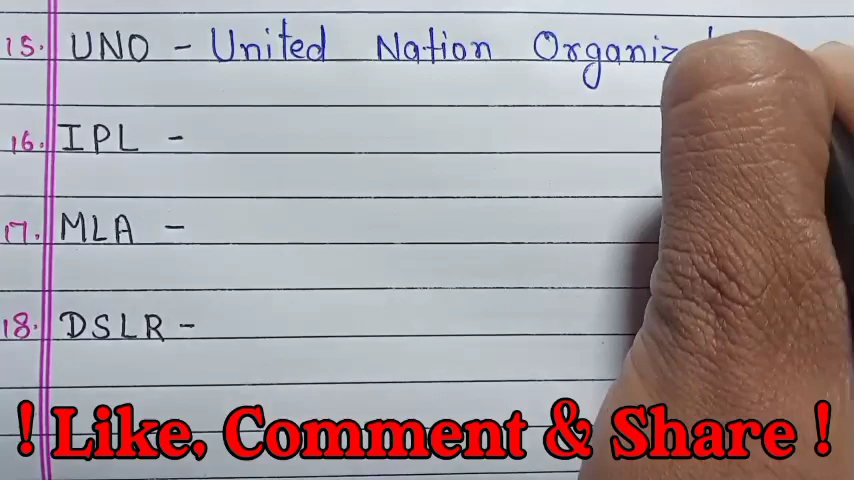 15. UNO - United Nation Organiz
16. IPL -
17. MLA -
18. DSLR -
! Like, Comment & Share !